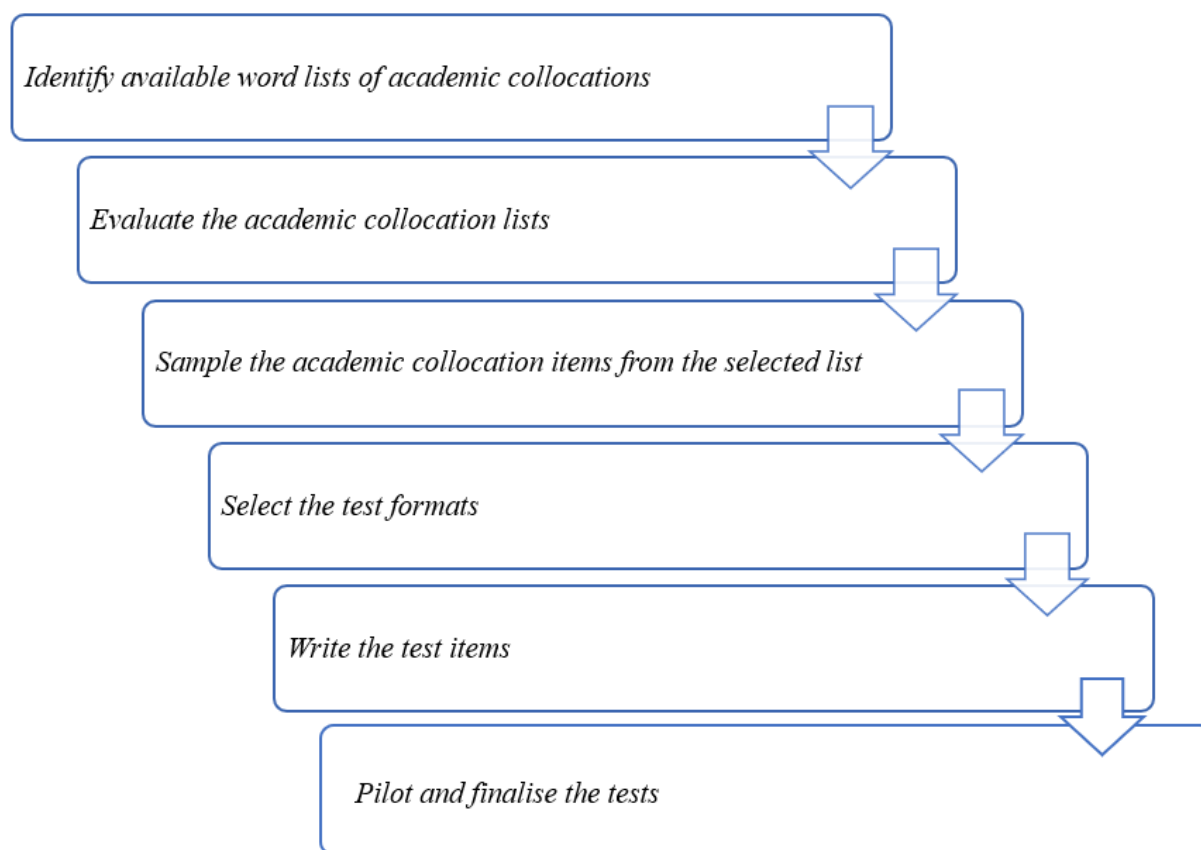 Identify available word lists of academic collocations
Evaluate the academic collocation lists
Sample the academic collocation items from the selected list
Select the test formats
Write the test items
Pilot and finalise the tests